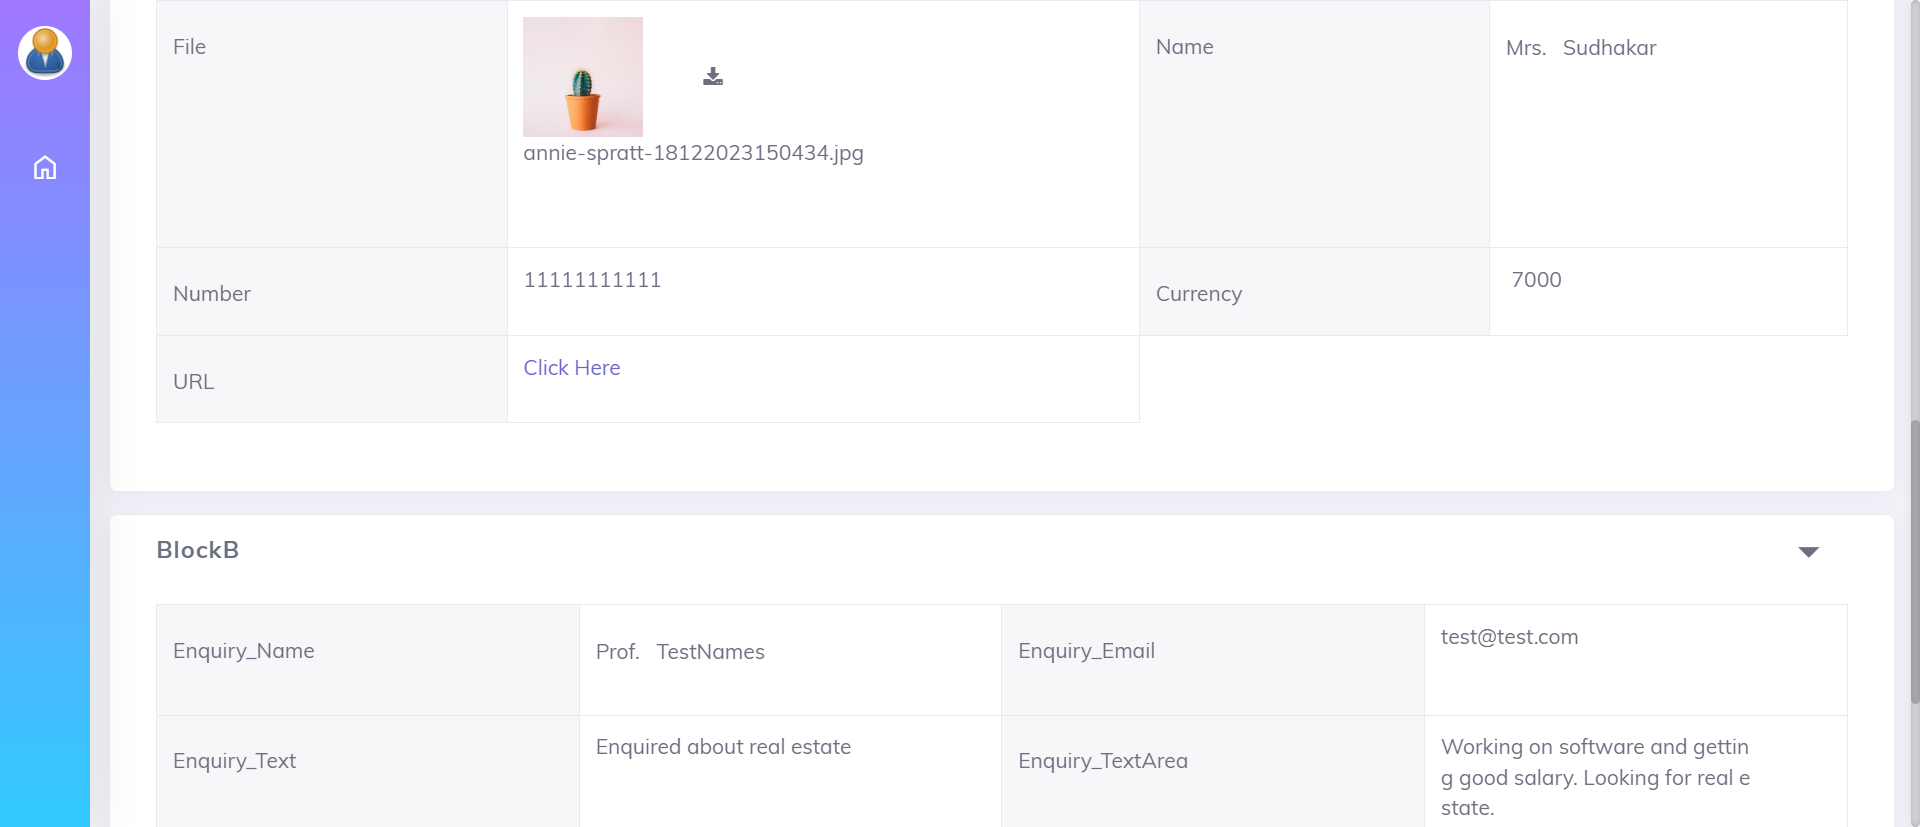 File
annie-spratt-18122023150434.jpg
Name
Mrs. Sudhakar
Number
11111111111
Currency
7000
URL
Click Here
BlockB
Enquiry_Name
Prof. TestNames
Enquiry_Email
test@test.com
Enquiry_Text
Enquired about real estate
Enquiry_TextArea
Working on software and gettin
g good salary. Looking for real e
state.